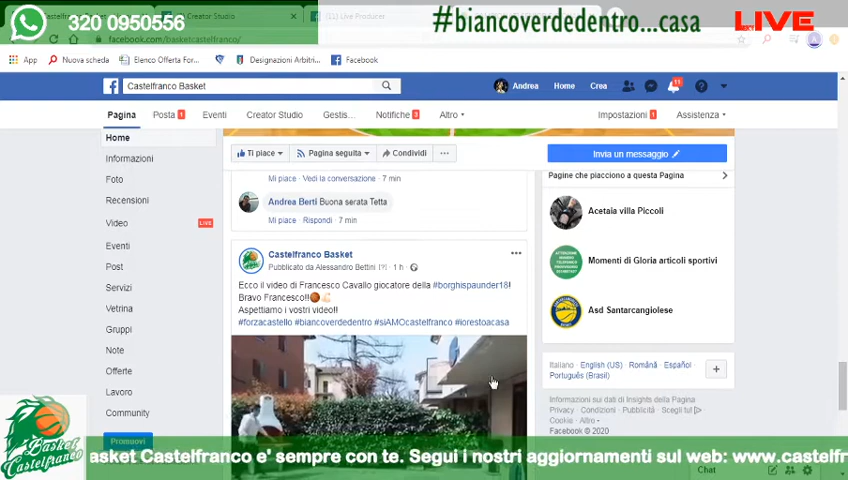 320 0950556
Creator Studio
(11) Live Producer
#biancoverdedentro...casa
LIVE
facebook.com/basketcastelfranco/
App
Nuova scheda
Elenco Offerta For...
Designazioni Arbitri...
Facebook
Castelfranco Basket
Andrea
Home
Crea
11
Pagina
Posta 1
Eventi
Creator Studio
Gestis...
Notifiche 3
Altro
Impostazioni 1
Assistenza
Home
Informazioni
Foto
Recensioni
Video
LIVE
Eventi
Post
Servizi
Vetrina
Gruppi
Note
Offerte
Lavoro
Community
Promuovi
Ti piace
Pagina seguita
Condividi
...
Invia un messaggio
Mi piace · Vedi la conversazione · 7 min
Andrea Berti Buona serata Tetta
Mi piace · Rispondi · 7 min
Castelfranco Basket
Pubblicato da Alessandro Bettini · 1 h ·
Ecco il video di Francesco Cavallo giocatore della #borghispaunder18!
Bravo Francesco!!
Aspettiamo i vostri video!!
#forzacastello #biancoverdedentro #siAMOcastelfranco #iorestoacasa
Pagine che piacciono a questa Pagina
Acetaia villa Piccoli
Momenti di Gloria articoli sportivi
Asd Santarcangiolese
Italiano · English (US) · Română · Español ·
Português (Brasil)
Informazioni sui dati di Insights della Pagina
Privacy · Condizioni · Pubblicità · Scegli tu!
Cookie · Altro
Facebook © 2020
Basket
Castelfranco
asket Castelfranco e' sempre con te. Segui i nostri aggiornamenti sul web: www.castelfr
Chat